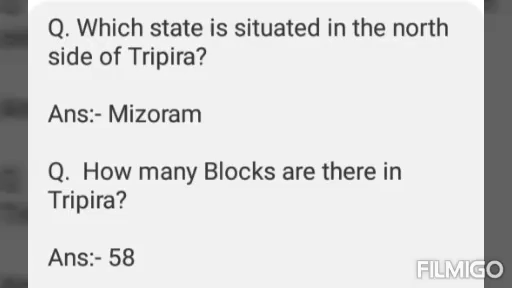 Q. Which state is situated in the north
side of Tripira?
Ans:- Mizoram
Q. How many Blocks are there in
Tripira?
Ans:- 58
FILMIGO